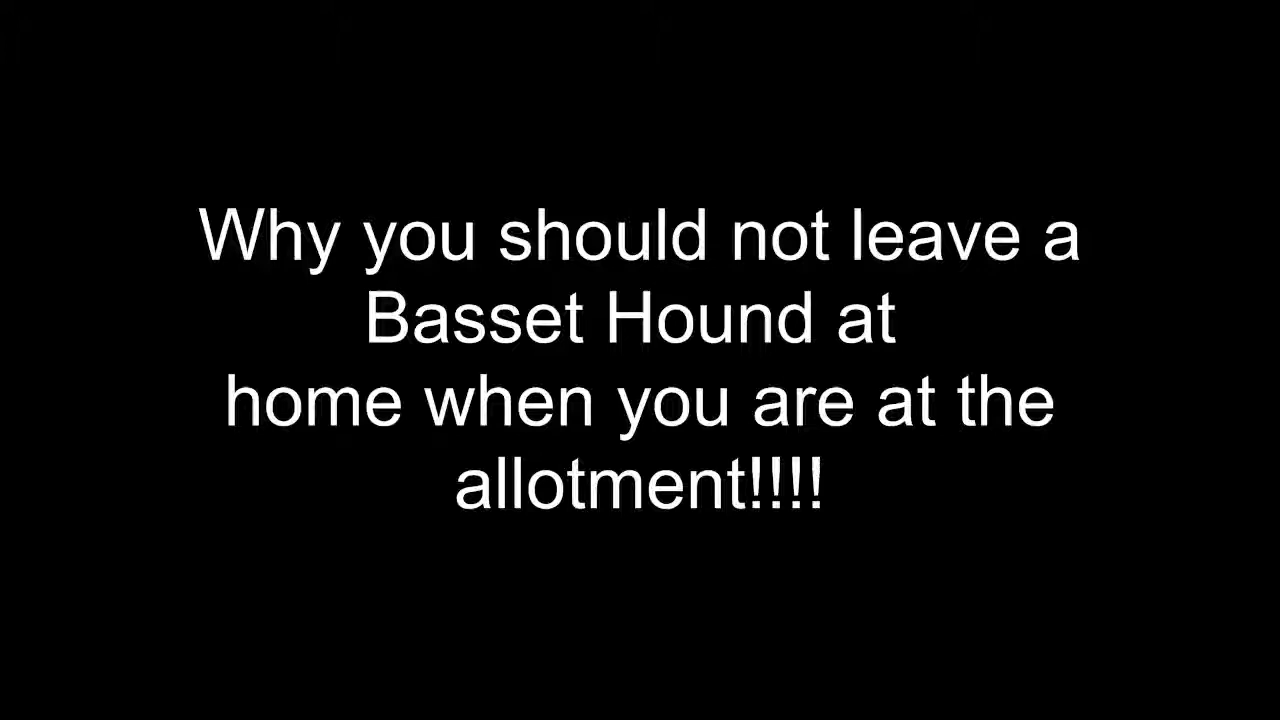 Why you should not leave a
Basset Hound at
home when you are at the
allotment!!!!